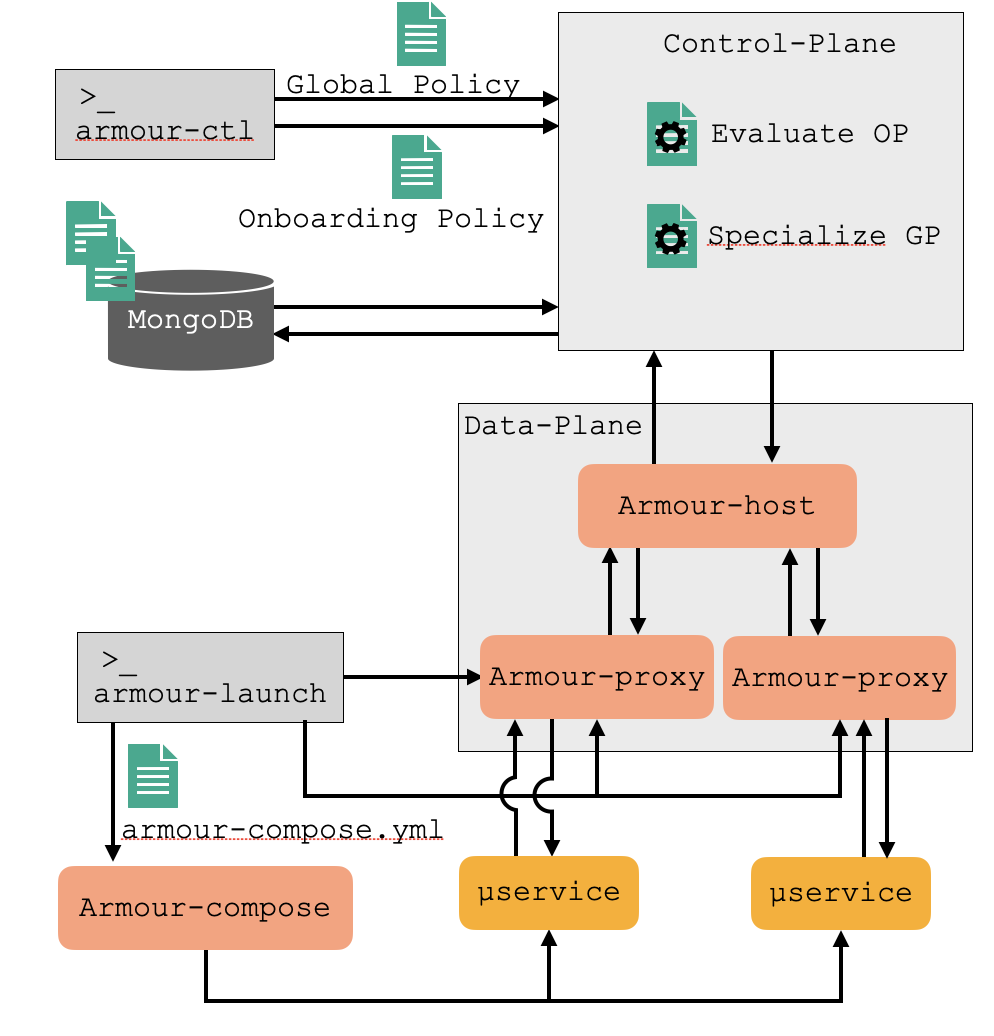 Control-Plane
Global Policy
>_
armour-ctl
Evaluate OP
Onboarding Policy
Specialize GP
MongoDB
Data-Plane
Armour-host
>_
armour-launch
Armour-proxy
Armour-proxy
armour-compose.yml
Armour-compose
µservice
µservice